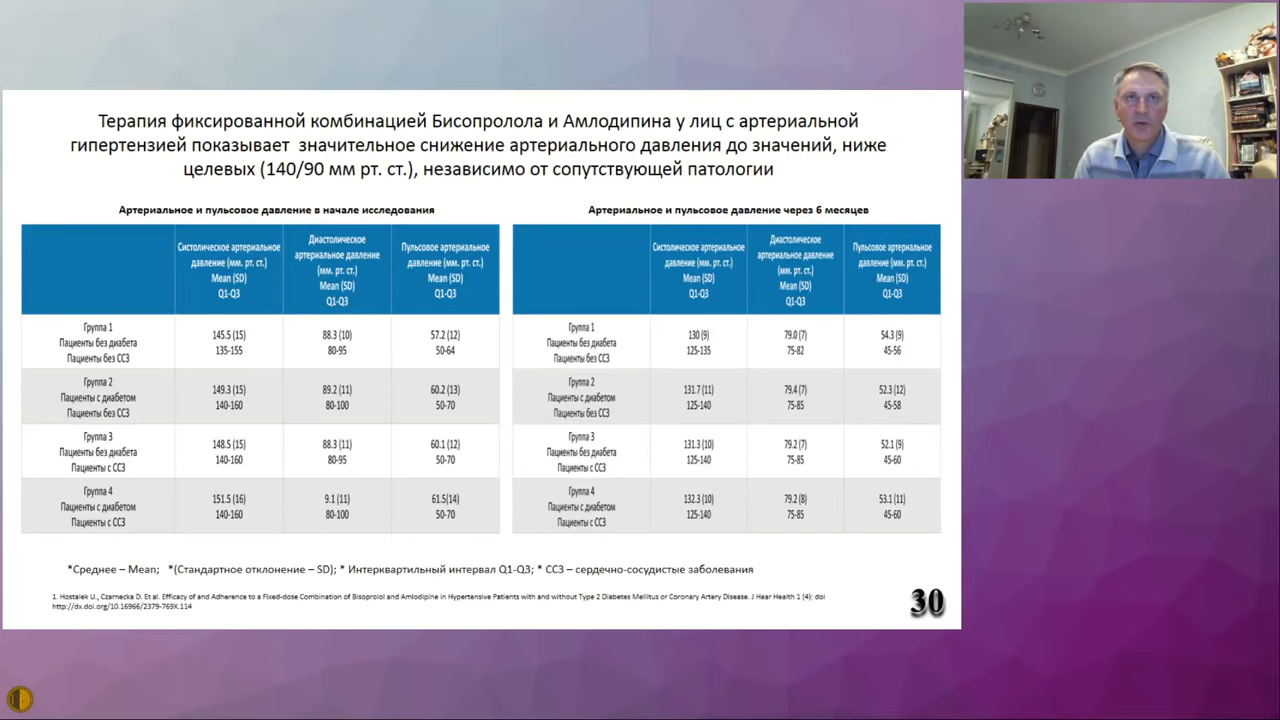 Терапия фиксированной комбинацией Бисопролола и Амлодипина у лиц с артериальной
гипертензией показывает значительное снижение артериального давления до значений, ниже
целевых (140/90 мм рт. ст.), независимо от сопутствующей патологии
Артериальное и пульсовое давление в начале исследования
Систолическое артериальное
давление (мм. рт. ст.)
Mean (SD)
Q1-Q3
Диастолическое
артериальное давление
(мм. рт. ст.)
Mean (SD)
Q1-Q3
Пульсовое артериальное
давление (мм. рт. ст.)
Mean (SD)
Q1-Q3
Группа 1
Пациенты без диабета
Пациенты без ССЗ
145.5 (15)
135-155
88.3 (10)
80-95
57.2 (12)
50-64
Группа 2
Пациенты с диабетом
Пациенты без ССЗ
149.3 (15)
140-160
89.2 (11)
80-100
60.2 (13)
50-70
Группа 3
Пациенты без диабета
Пациенты с ССЗ
148.5 (15)
140-160
88.3 (11)
80-95
60.1 (12)
50-70
Группа 4
Пациенты с диабетом
Пациенты с ССЗ
151.5 (16)
140-160
9.1 (11)
80-100
61.5(14)
50-70
Артериальное и пульсовое давление через 6 месяцев
Систолическое артериальное
давление (мм. рт. ст.)
Mean (SD)
Q1-Q3
Диастолическое
артериальное давление
(мм. рт. ст.)
Mean (SD)
Q1-Q3
Пульсовое артериальное
давление (мм. рт. ст.)
Mean (SD)
Q1-Q3
Группа 1
Пациенты без диабета
Пациенты без ССЗ
130 (9)
125-135
79.0 (7)
75-82
54.3 (9)
45-56
Группа 2
Пациенты с диабетом
Пациенты без ССЗ
131.7 (11)
125-140
79.4 (7)
75-85
52.3 (12)
45-58
Группа 3
Пациенты без диабета
Пациенты с ССЗ
131.3 (10)
125-140
79.2 (7)
75-85
52.1 (9)
45-60
Группа 4
Пациенты с диабетом
Пациенты с ССЗ
132.3 (10)
125-140
79.2 (8)
75-85
53.1 (11)
45-60
*Среднее – Mean; *(Стандартное отклонение – SD); * Интерквартильный интервал Q1-Q3; * ССЗ – сердечно-сосудистые заболевания
1. Hostalek U., Czarnecka D. Et al. Efficacy of and Adherence to a Fixed-dose Combination of Bisoprolol and Amlodipine in Hypertensive Patients with and without Type 2 Diabetes Mellitus or Coronary Artery Disease. J Hear Health 1 (4): doi
http://dx.doi.org/10.16966/2379-769X.114
30